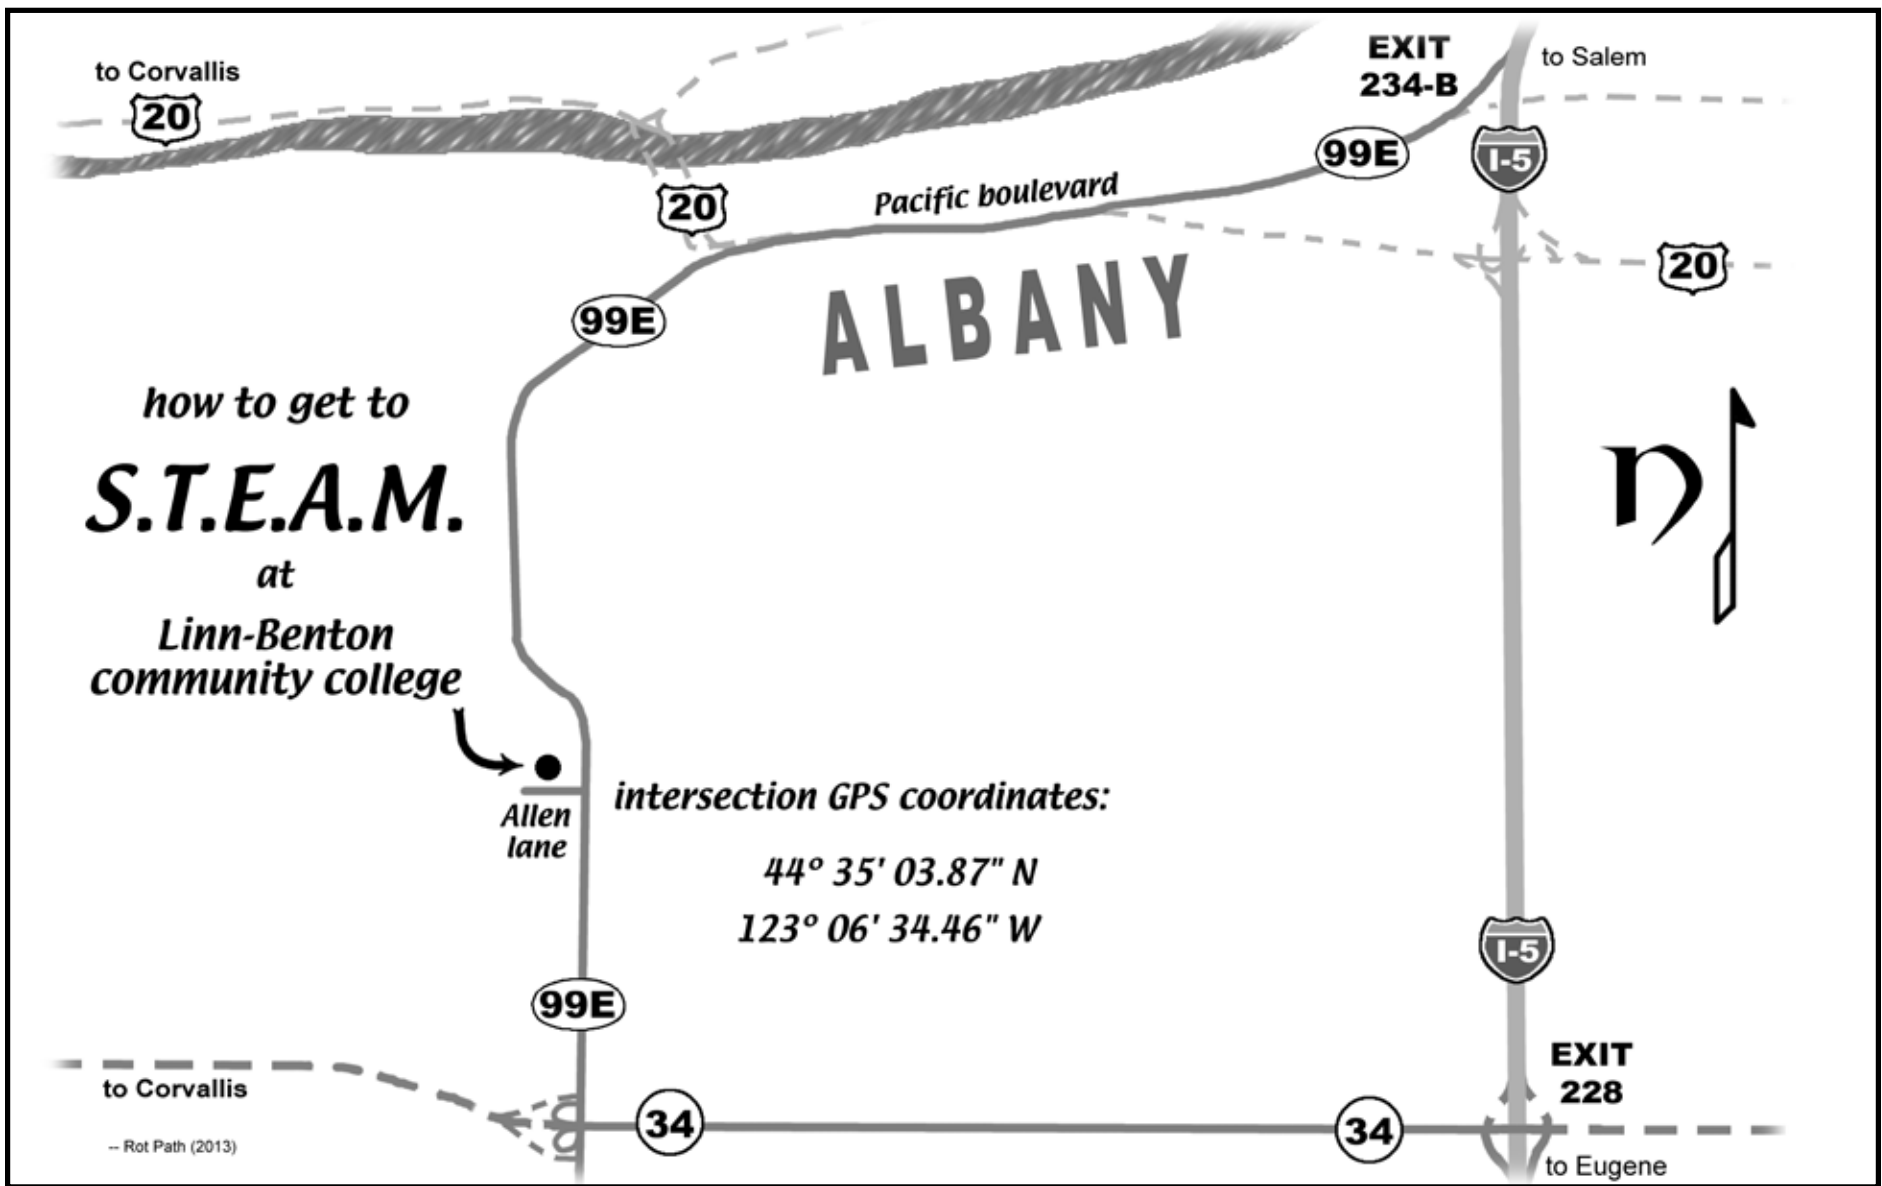 to Corvallis
20
EXIT
234-B
to Salem
99E
I-5
20
Pacific boulevard
20
ALBANY
99E
how to get to
S.T.E.A.M.
at
Linn-Benton
community college
n
Allen
lane
intersection GPS coordinates:
44° 35' 03.87" N
123° 06' 34.46" W
I-5
99E
EXIT
228
to Corvallis
34
34
-- Rot Path (2013)
to Eugene